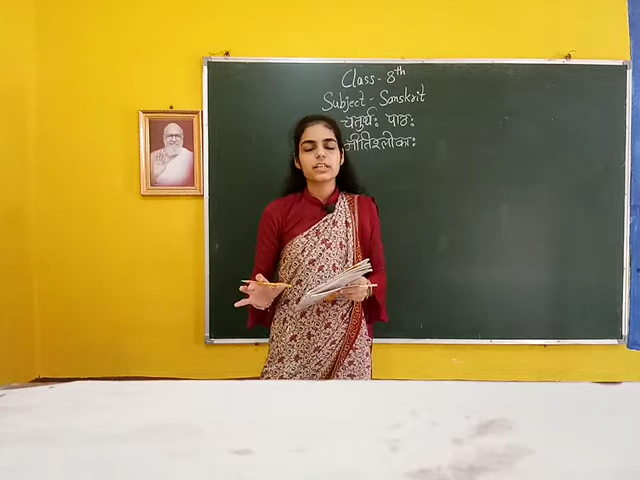 Class - 8th
Subject - Sanskrit
चतुर्थः पाठः
नीतिश्लोकाः